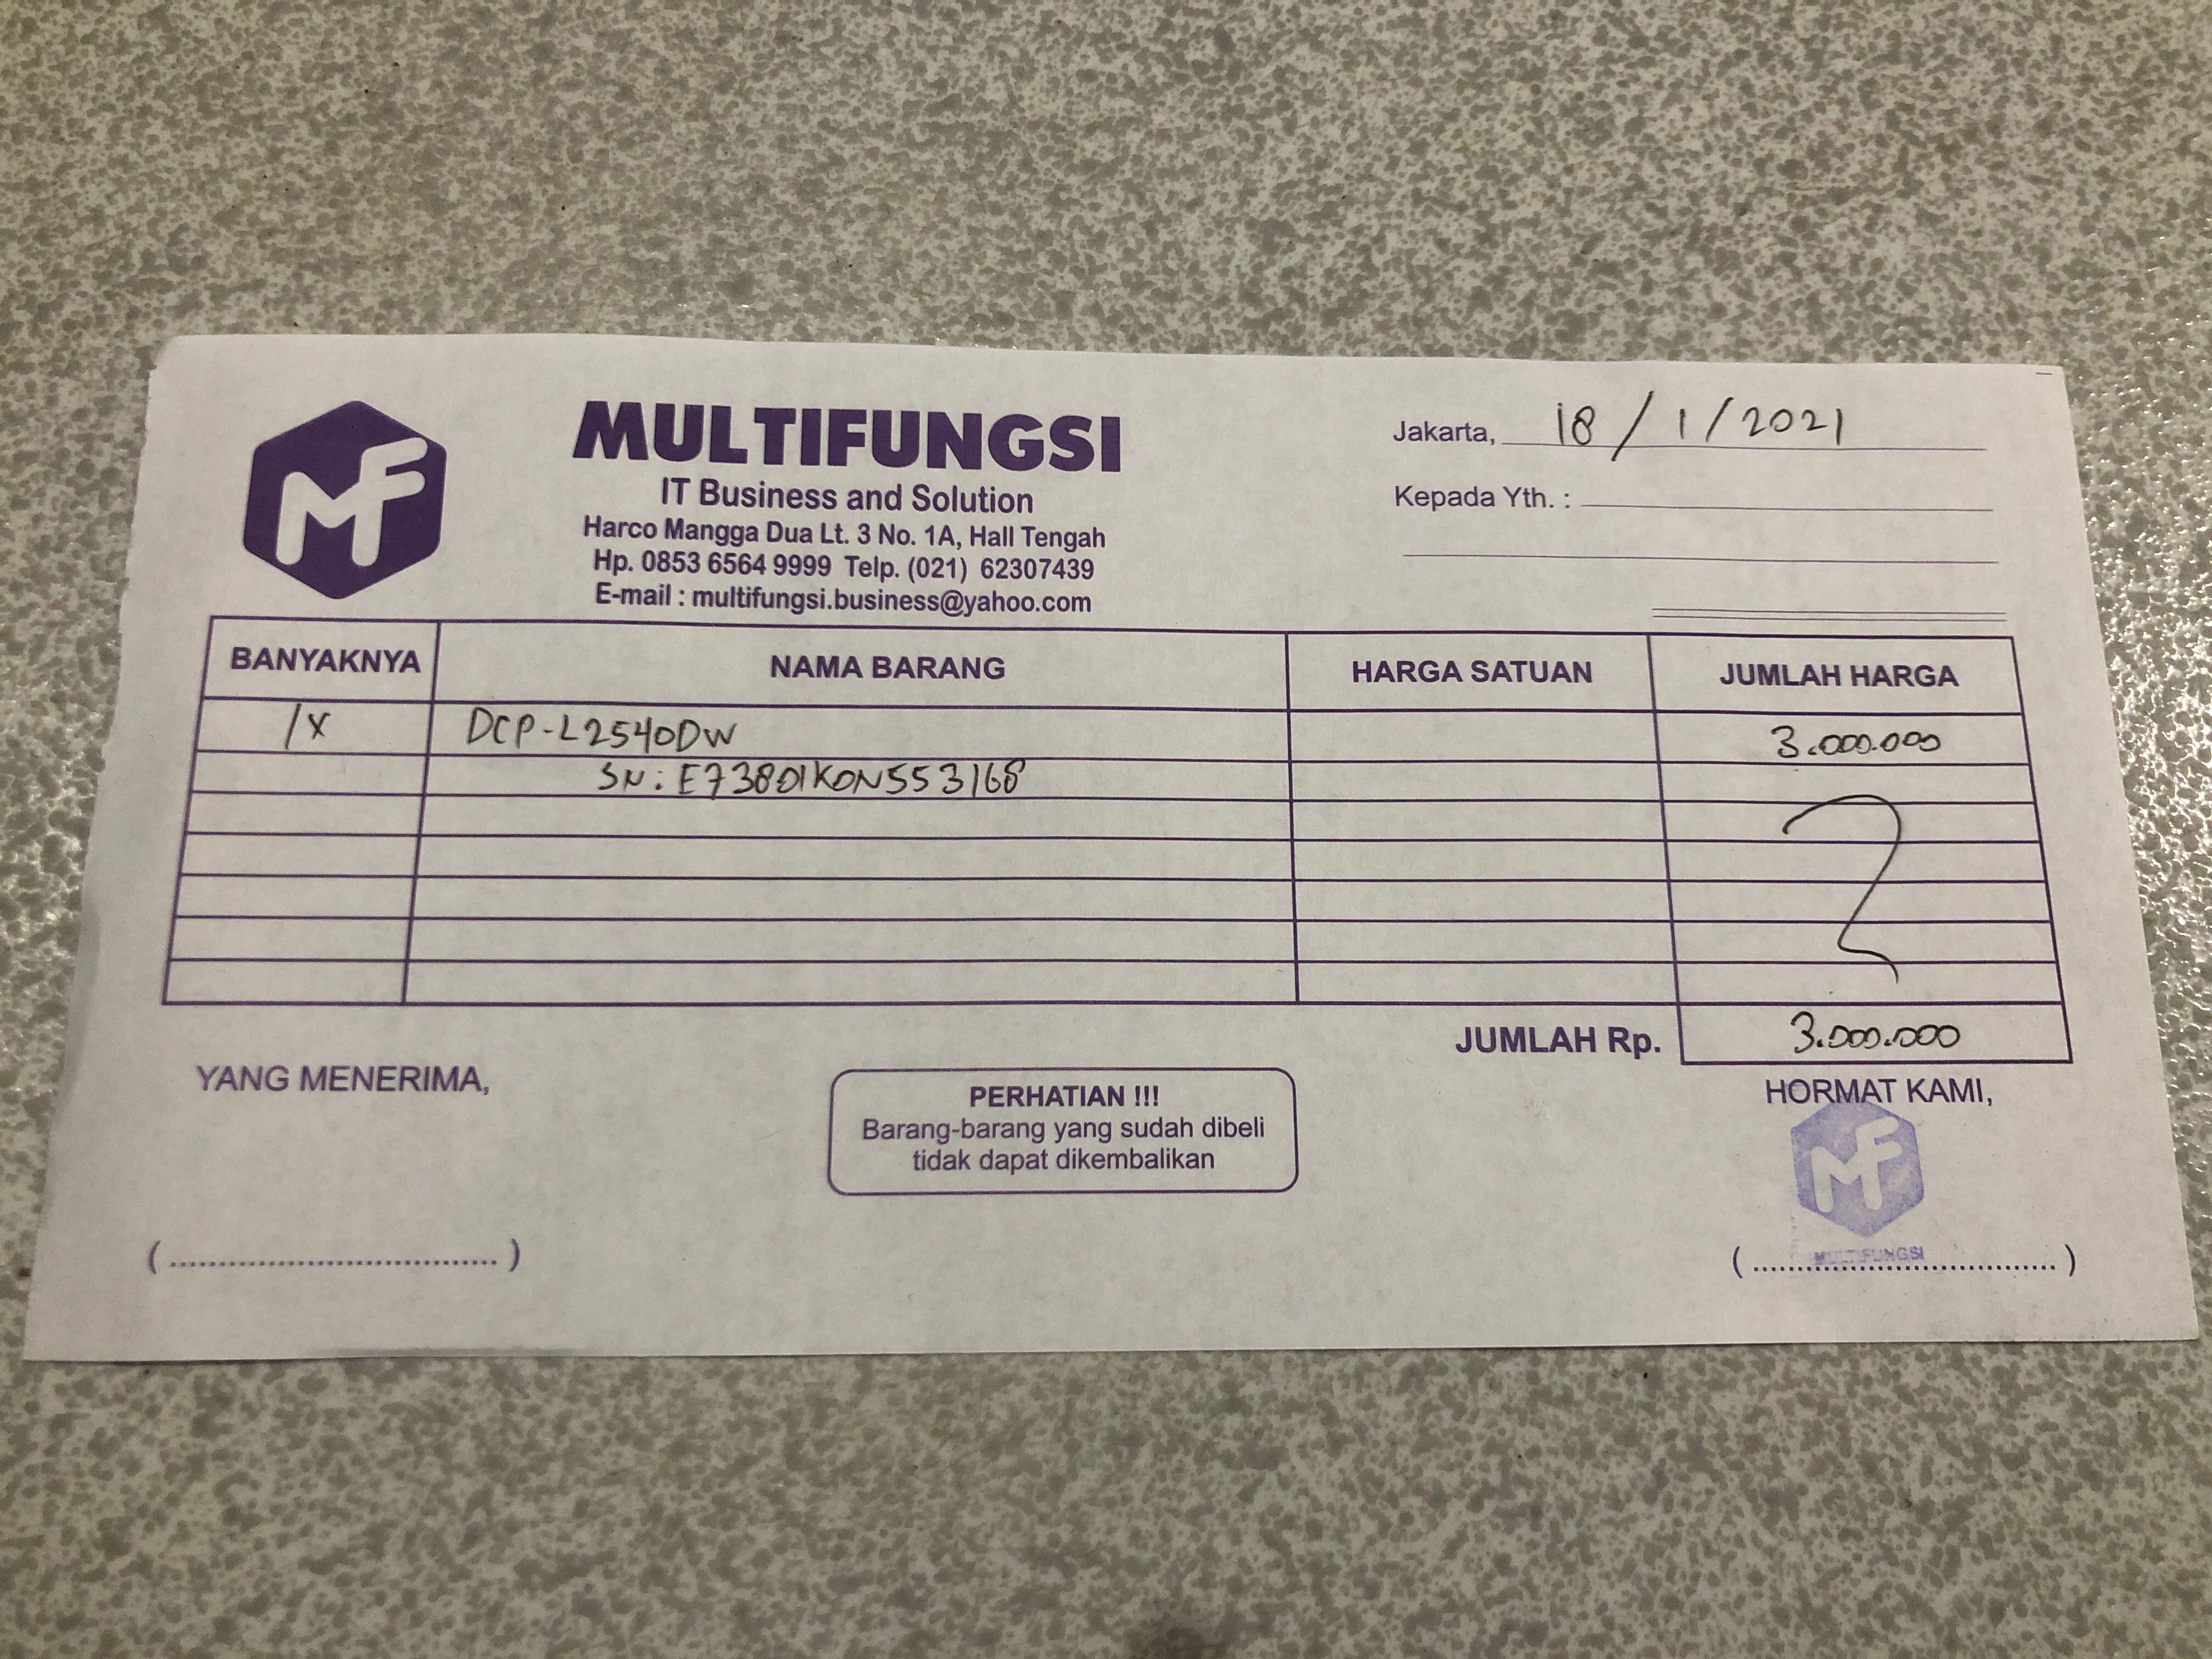 MF
MULTIFUNGSI
IT Business and Solution
Harco Mangga Dua Lt. 3 No. 1A, Hall Tengah
Hp. 0853 6564 9999 Telp. (021) 62307439
E-mail : multifungsi.business@yahoo.com
Jakarta, 18 / 1 / 2021
Kepada Yth. :
BANYAKNYA NAMA BARANG HARGA SATUAN JUMLAH HARGA
1X DCP-L2540DW 3.000.000
SN: E73801K0N553168
JUMLAH Rp. 3.000.000
YANG MENERIMA,
PERHATIAN !!!
Barang-barang yang sudah dibeli
tidak dapat dikembalikan
HORMAT KAMI,
MF
MULTIFUNGSI
(.................................)
(.................................)